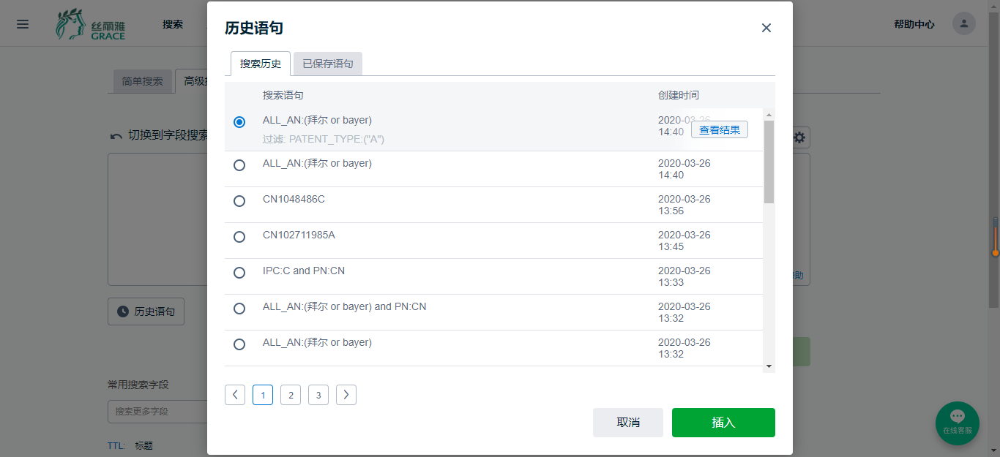 丝丽雅
GRACE
搜索
帮助中心
简单搜索
高级
切换到字段搜索
历史语句
常用搜索字段
搜索更多字段
TTL: 标题
助
在线客服
历史语句
搜索历史
已保存语句
搜索语句 创建时间
ALL_AN:(拜尔 or bayer) 2020-03-26
14:40
查看结果
过滤: PATENT_TYPE:("A")
ALL_AN:(拜尔 or bayer) 2020-03-26
14:40
CN1048486C 2020-03-26
13:56
CN102711985A 2020-03-26
13:45
IPC:C and PN:CN 2020-03-26
13:33
ALL_AN:(拜尔 or bayer) and PN:CN 2020-03-26
13:32
ALL_AN:(拜尔 or bayer) 2020-03-26
13:32
1 2 3
取消
插入